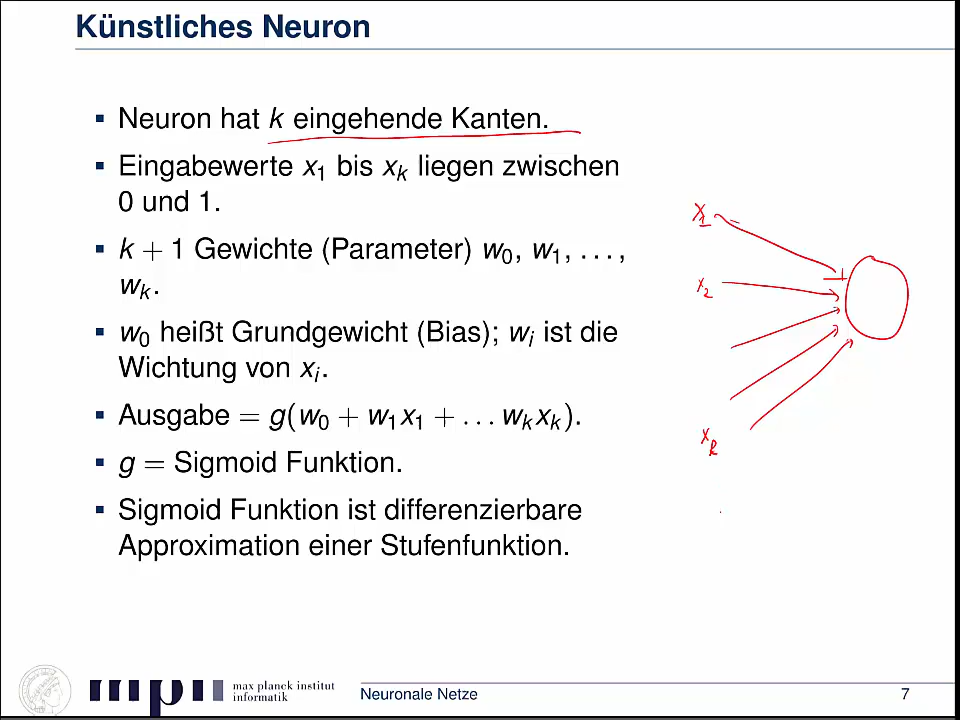 Künstliches Neuron
▪ Neuron hat k eingehende Kanten.
▪ Eingabewerte x₁ bis xₖ liegen zwischen
0 und 1.
▪ k + 1 Gewichte (Parameter) w₀, w₁, ...,
wₖ.
▪ w₀ heißt Grundgewicht (Bias); wᵢ ist die
Wichtung von xᵢ.
▪ Ausgabe = g(w₀ + w₁x₁ + ... wₖxₖ).
▪ g = Sigmoid Funktion.
▪ Sigmoid Funktion ist differenzierbare
Approximation einer Stufenfunktion.
x₁
x₂
xₖ
mpi max planck institut
informatik
Neuronale Netze
7